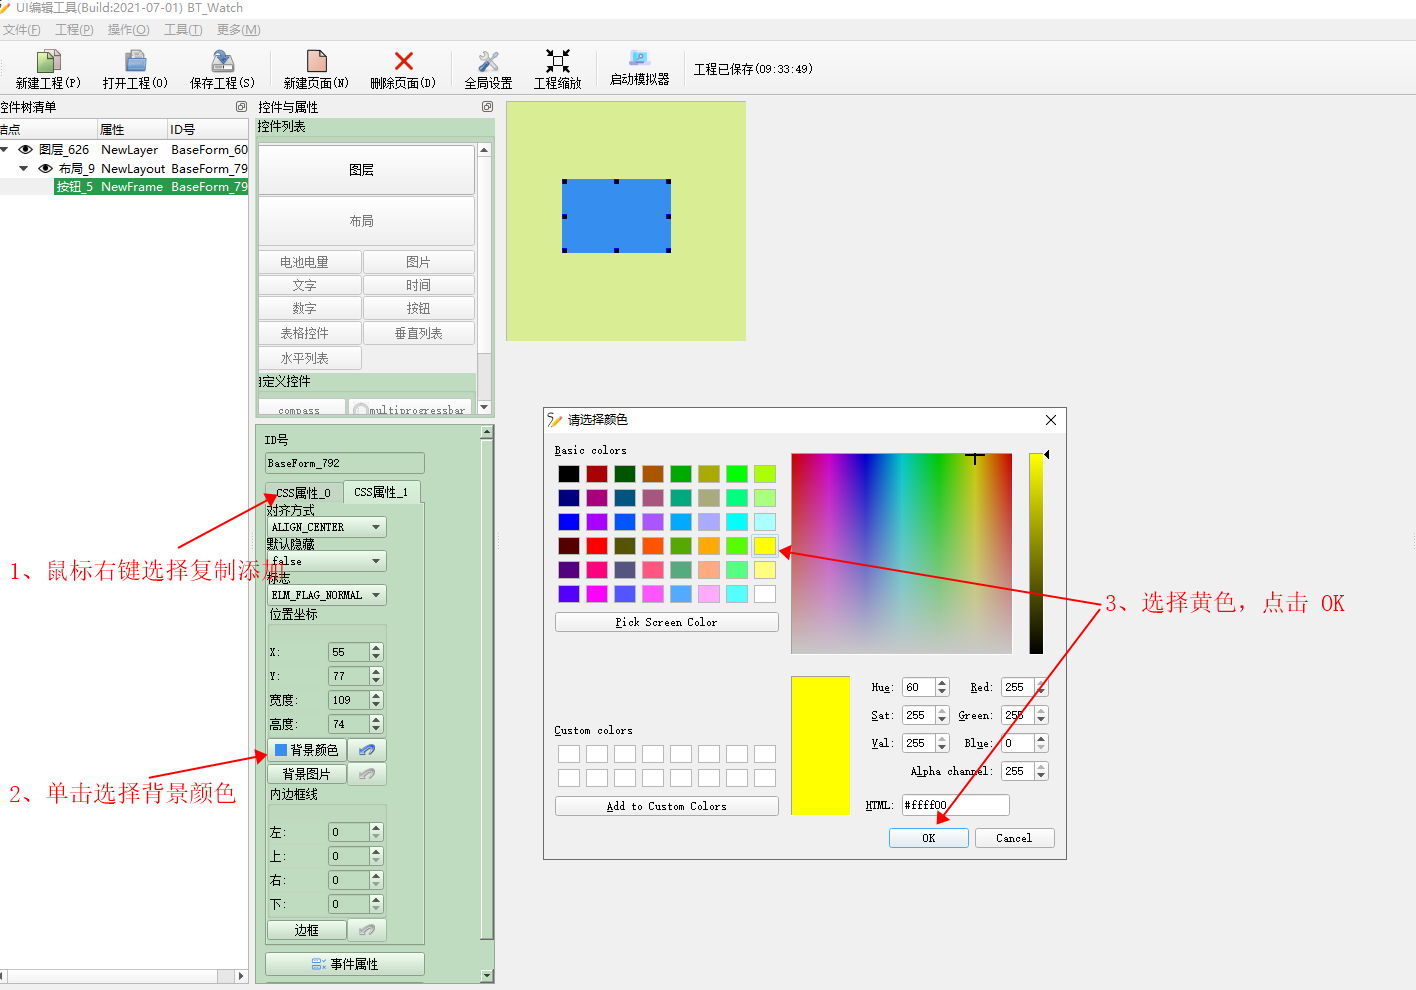 UI编辑工具(Build:2021-07-01) BT_Watch
文件(F) 工程(P) 操作(O) 工具(T) 更多(M)
新建工程(P) 打开工程(O) 保存工程(S) 新建页面(N) 删除页面(D) 全局设置 工程缩放 启动模拟器 工程已保存(09:33:49)
控件树清单
结点 属性 ID号
图层_626 NewLayer BaseForm_60
布局_9 NewLayout BaseForm_79
按钮_5 NewFrame BaseForm_79
控件与属性
控件列表
图层
布局
电池电量 图片
文字 时间
数字 按钮
表格控件 垂直列表
水平列表
自定义控件
compass multiprogressbar
ID号
BaseForm_792
CSS属性_0 CSS属性_1
对齐方式
ALIGN_CENTER
默认隐藏
false
标志
ELM_FLAG_NORMAL
位置坐标
X: 55
Y: 77
宽度: 109
高度: 74
背景颜色
背景图片
内边框线
左: 0
上: 0
右: 0
下: 0
边框
事件属性
1、鼠标右键选择复制添加
2、单击选择背景颜色
请选择颜色
Basic colors
Pick Screen Color
Custom colors
Add to Custom Colors
Hue: 60 Red: 255
Sat: 255 Green: 255
Val: 255 Blue: 0
Alpha channel: 255
HTML: #ffff00
OK Cancel
3、选择黄色，点击 OK